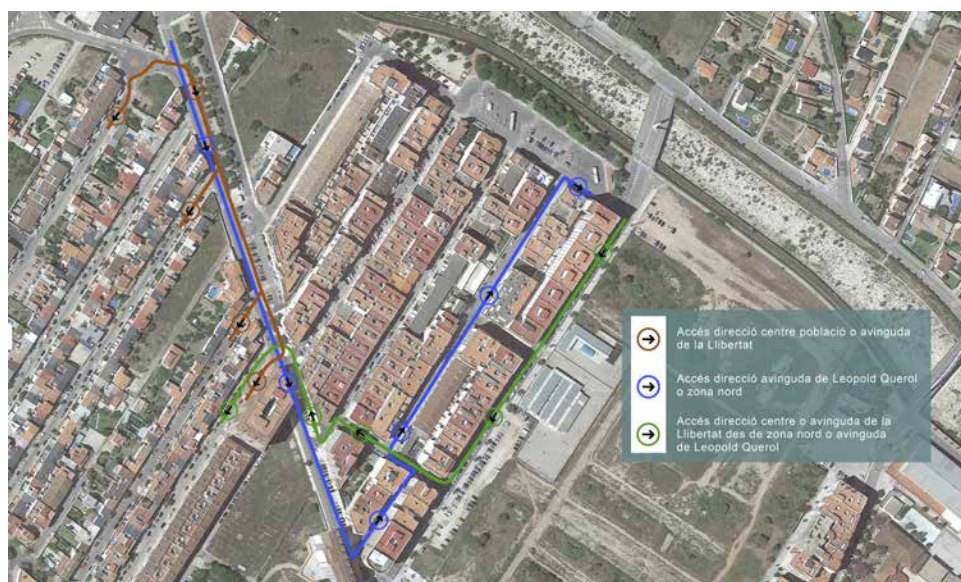 Accés direcció centre població o avinguda
de la Llibertat
Accés direcció avinguda de Leopold Querol
o zona nord
Accés direcció centre o avinguda de la
Llibertat des de zona nord o avinguda
de Leopold Querol